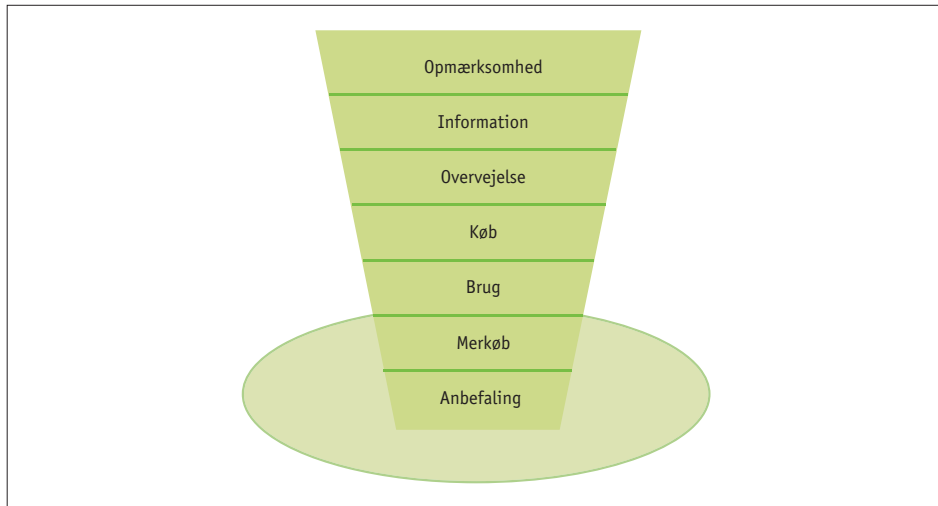 Opmærksomhed
Information
Overvejelse
Køb
Brug
Merkøb
Anbefaling